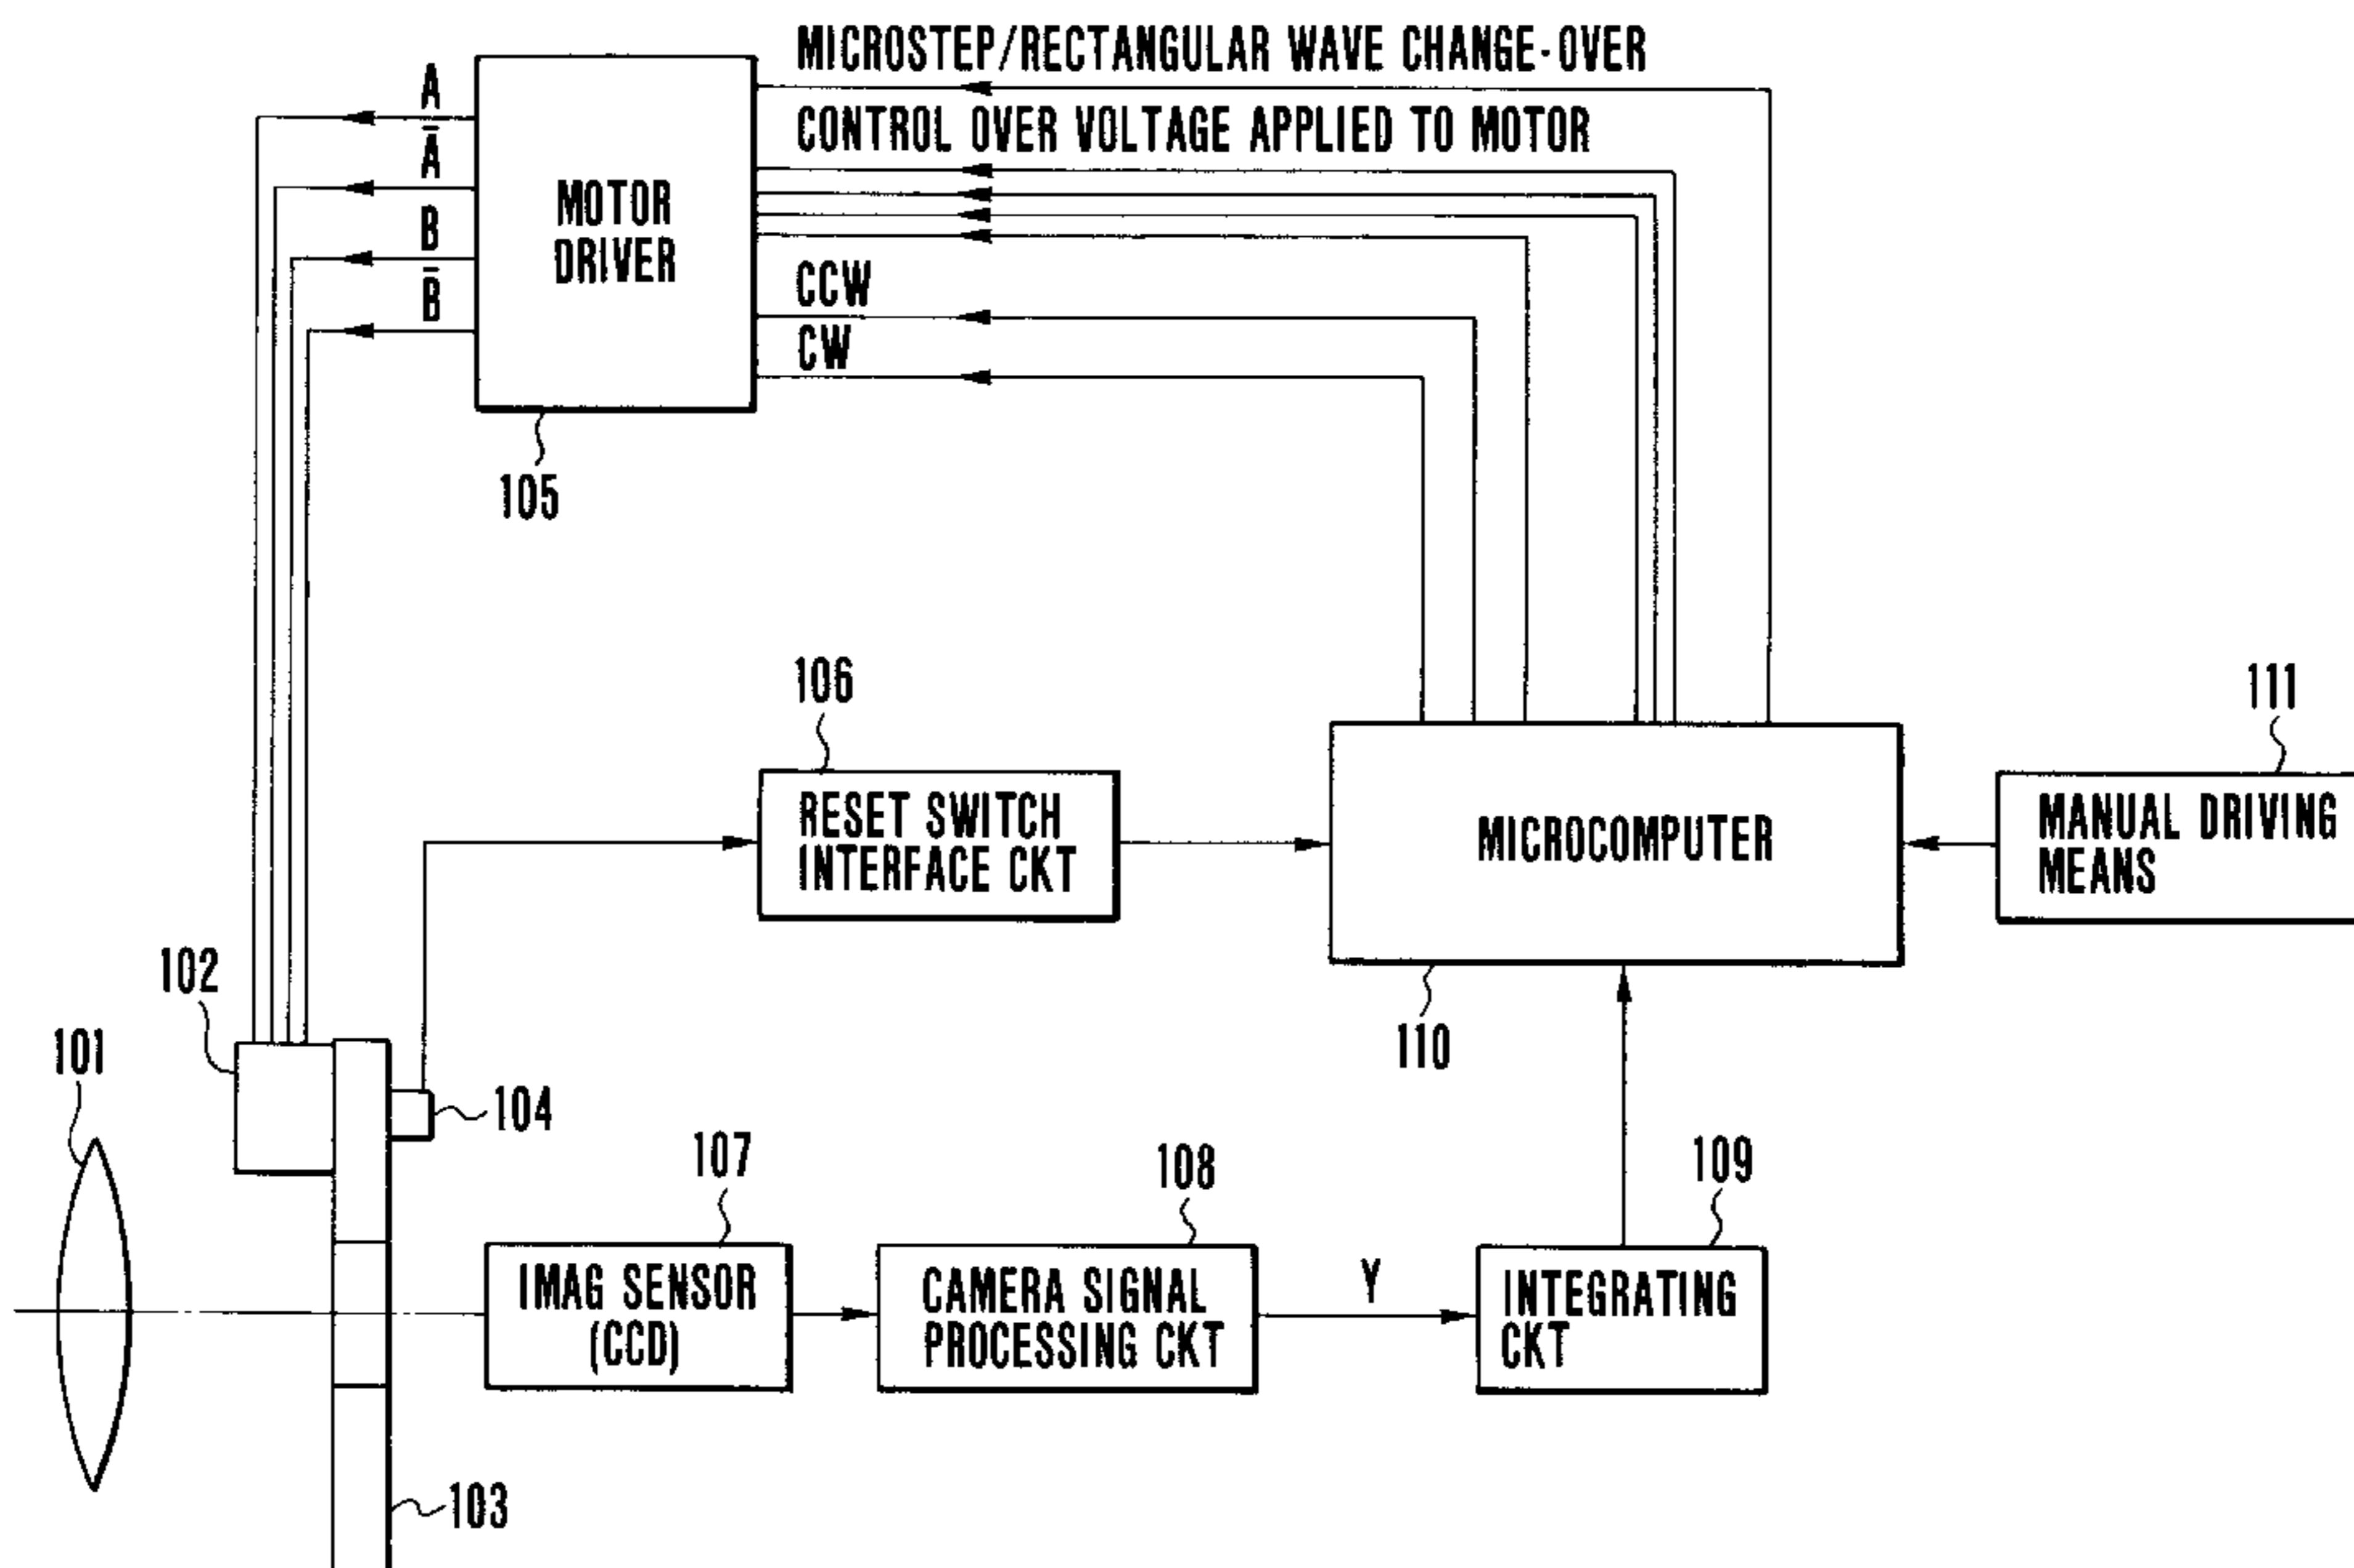 MICROSTEP/RECTANGULAR WAVE CHANGE-OVER
A
CONTROL OVER VOLTAGE APPLIED TO MOTOR
Ā
MOTOR
DRIVER
B
B̄
CCW
CW
105
106
111
RESET SWITCH
INTERFACE CKT
MICROCOMPUTER
MANUAL DRIVING
MEANS
102
101
110
104
107
108
109
IMAG SENSOR
(CCD)
CAMERA SIGNAL
PROCESSING CKT
Y
INTEGRATING
CKT
103